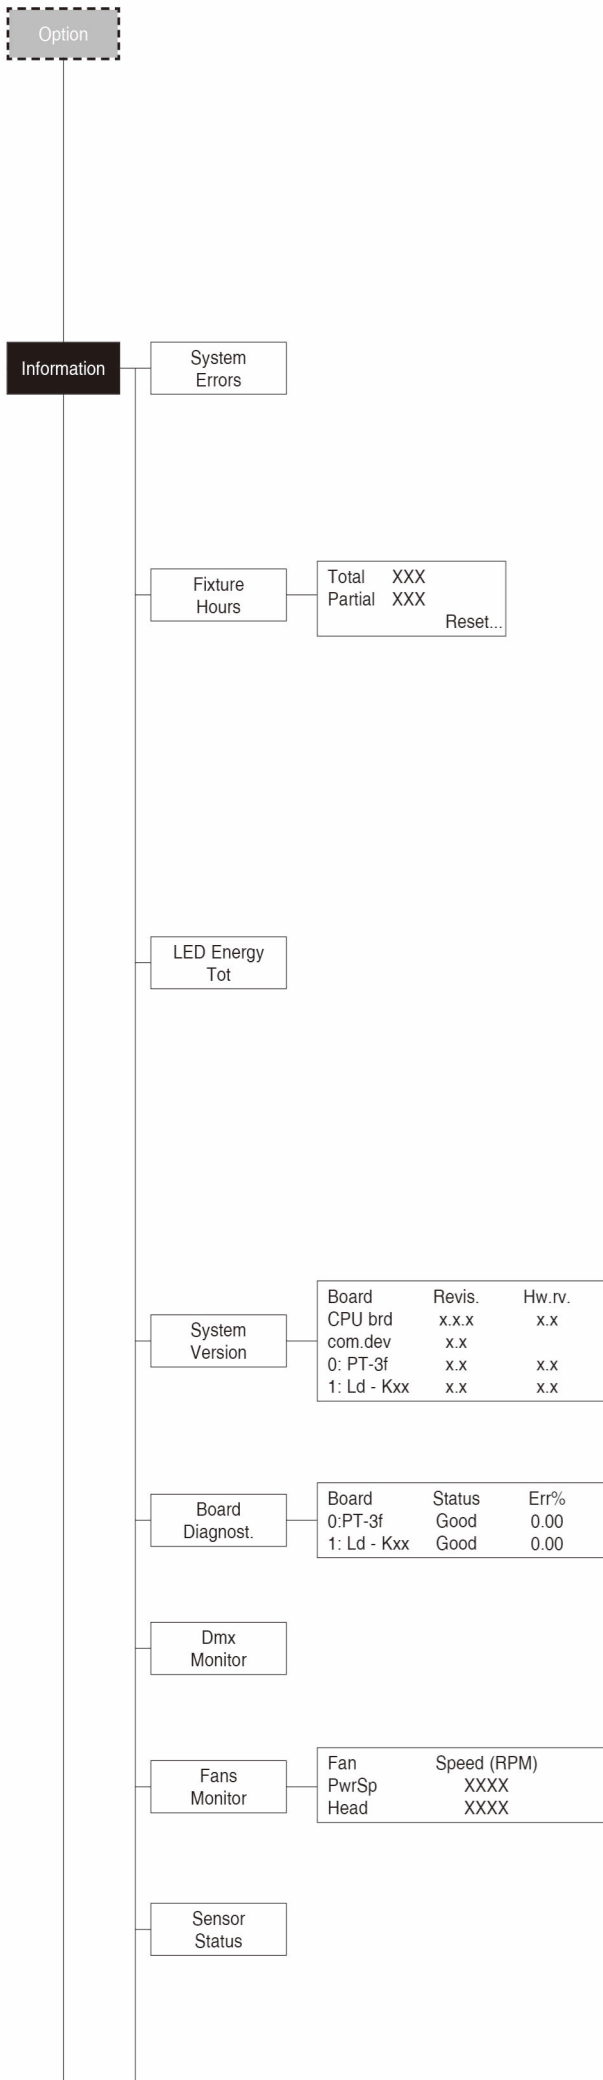 Option
Information
System
Errors
Fixture
Hours
Total XXX
Partial XXX
Reset...
LED Energy
Tot
System
Version
Board Revis. Hw.rv.
CPU brd x.x.x x.x
com.dev x.x
0: PT-3f x.x x.x
1: Ld - Kxx x.x x.x
Board
Diagnost.
Board Status Err%
0:PT-3f Good 0.00
1: Ld - Kxx Good 0.00
Dmx
Monitor
Fans
Monitor
Fan Speed (RPM)
PwrSp XXXX
Head XXXX
Sensor
Status